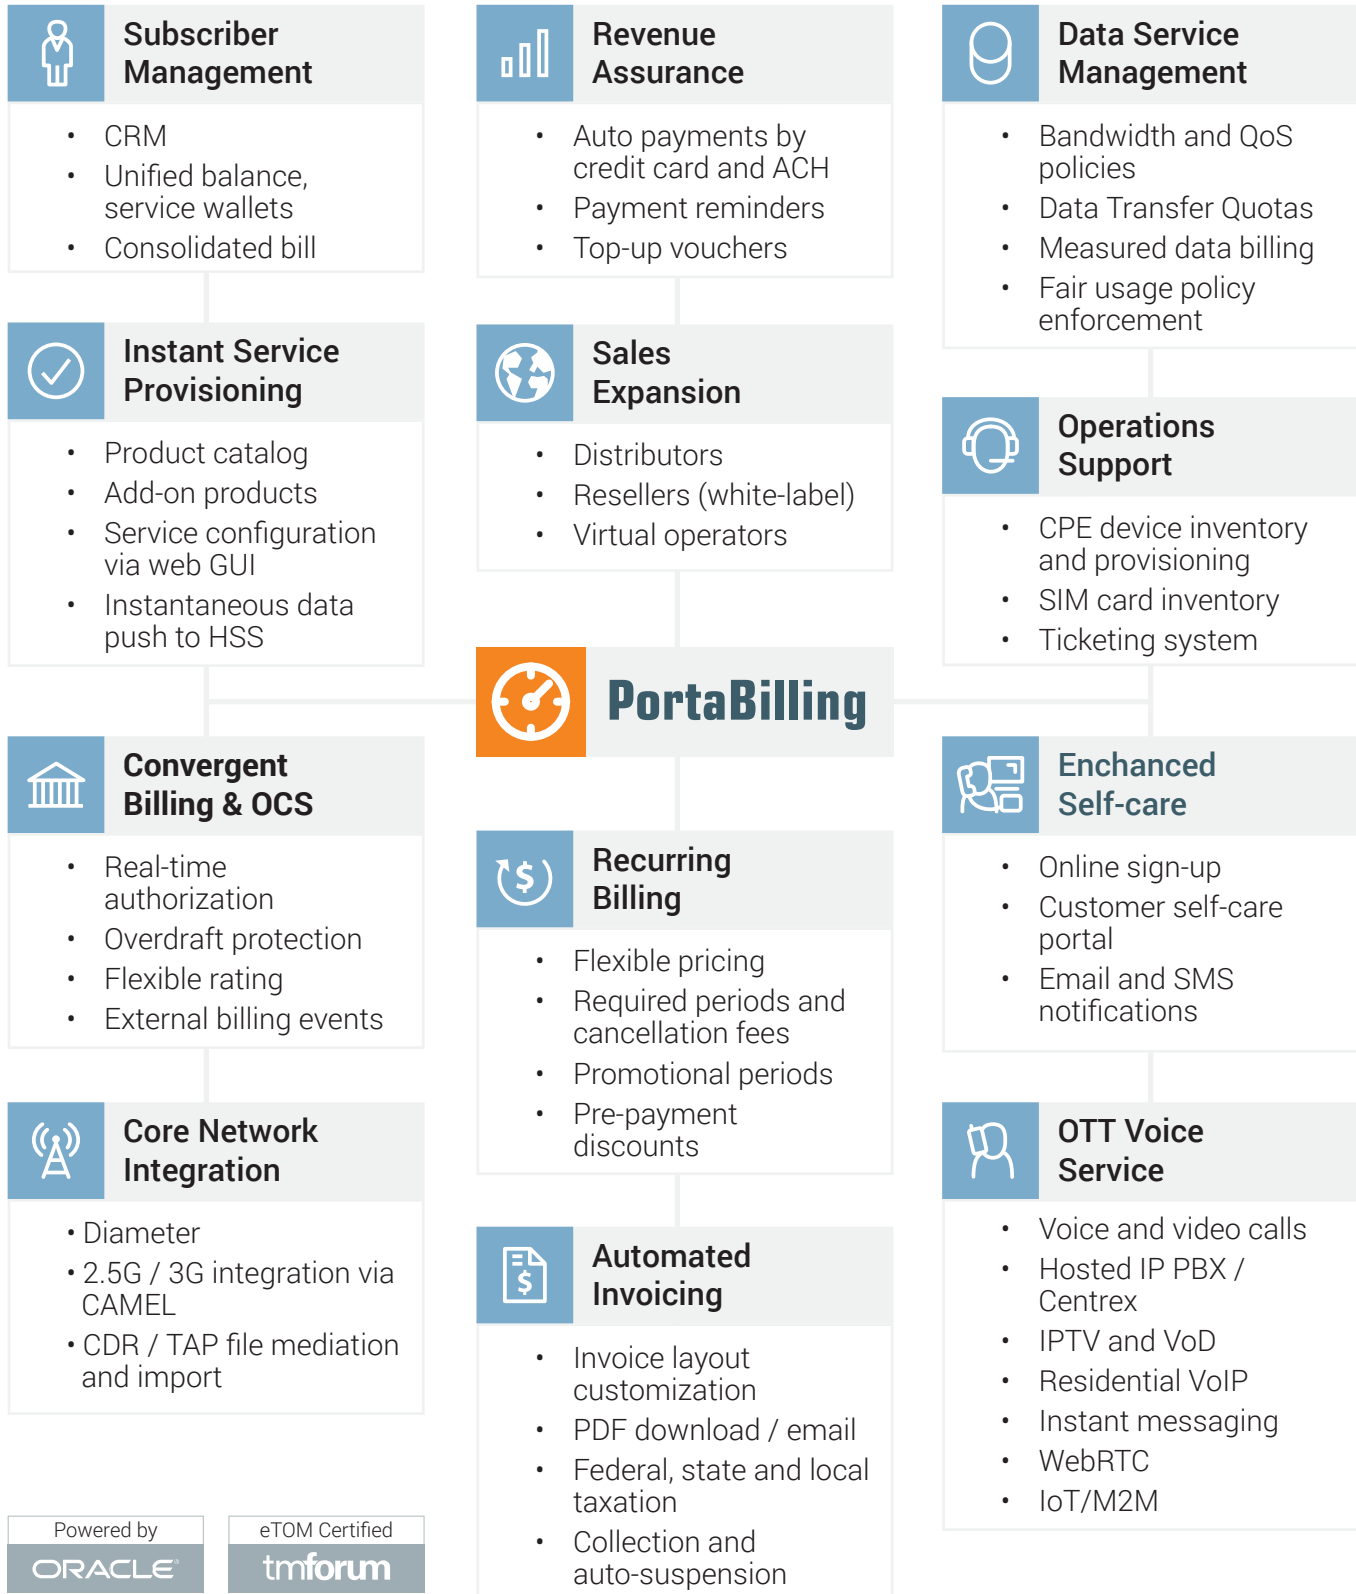 Subscriber
Management
• CRM
• Unified balance,
service wallets
• Consolidated bill
Instant Service
Provisioning
• Product catalog
• Add-on products
• Service configuration
via web GUI
• Instantaneous data
push to HSS
Convergent
Billing & OCS
• Real-time
authorization
• Overdraft protection
• Flexible rating
• External billing events
Core Network
Integration
• Diameter
• 2.5G / 3G integration via
CAMEL
• CDR / TAP file mediation
and import
Powered by
ORACLE®
eTOM Certified
tmforum
Revenue
Assurance
• Auto payments by
credit card and ACH
• Payment reminders
• Top-up vouchers
Sales
Expansion
• Distributors
• Resellers (white-label)
• Virtual operators
PortaBilling
$
Recurring
Billing
• Flexible pricing
• Required periods and
cancellation fees
• Promotional periods
• Pre-payment
discounts
$
Automated
Invoicing
• Invoice layout
customization
• PDF download / email
• Federal, state and local
taxation
• Collection and
auto-suspension
Data Service
Management
• Bandwidth and QoS
policies
• Data Transfer Quotas
• Measured data billing
• Fair usage policy
enforcement
Operations
Support
• CPE device inventory
and provisioning
• SIM card inventory
• Ticketing system
Enchanced
Self-care
• Online sign-up
• Customer self-care
portal
• Email and SMS
notifications
OTT Voice
Service
• Voice and video calls
• Hosted IP PBX /
Centrex
• IPTV and VoD
• Residential VoIP
• Instant messaging
• WebRTC
• IoT/M2M